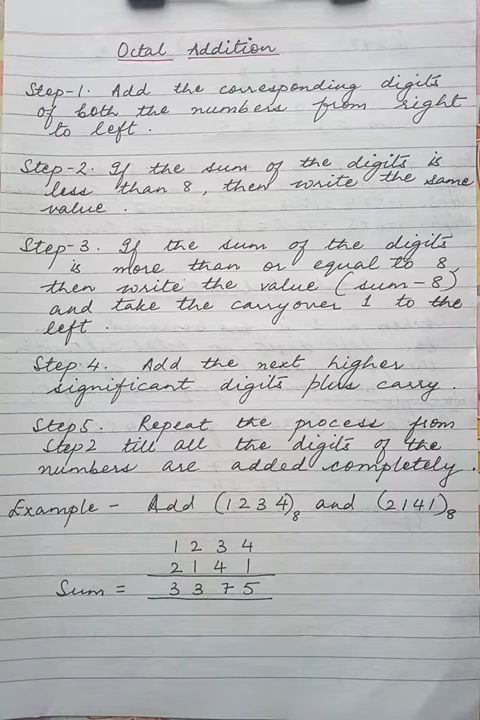 Octal Addition
Step-1. Add the corresponding digits
of both the numbers from right
to left.
Step-2. If the sum of the digits is
less than 8, then write the same
value.
Step-3. If the sum of the digits
is more than or equal to 8,
then write the value (sum-8)
and take the carryover 1 to the
left.
Step 4. Add the next higher
significant digits plus carry.
Step5. Repeat the process from
Step2 till all the digits of the
numbers are added completely.
Example - Add (1234)8 and (2141)8
1 2 3 4
2 1 4 1
Sum = 3 3 7 5